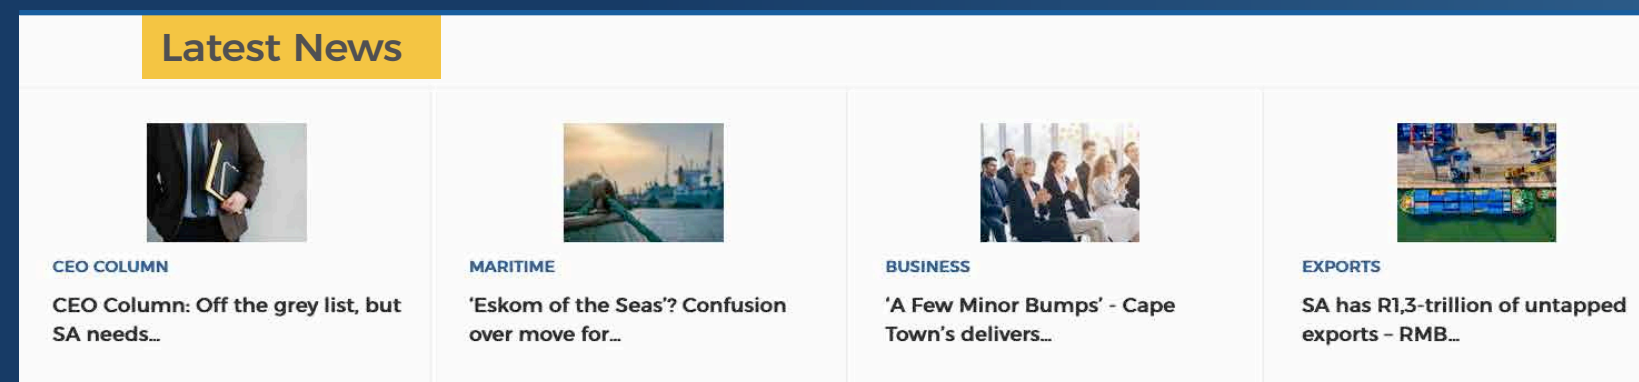 Latest News
CEO COLUMN
CEO Column: Off the grey list, but
SA needs...
MARITIME
‘Eskom of the Seas’? Confusion
over move for...
BUSINESS
‘A Few Minor Bumps’ - Cape
Town’s delivers...
EXPORTS
SA has R1,3-trillion of untapped
exports – RMB...